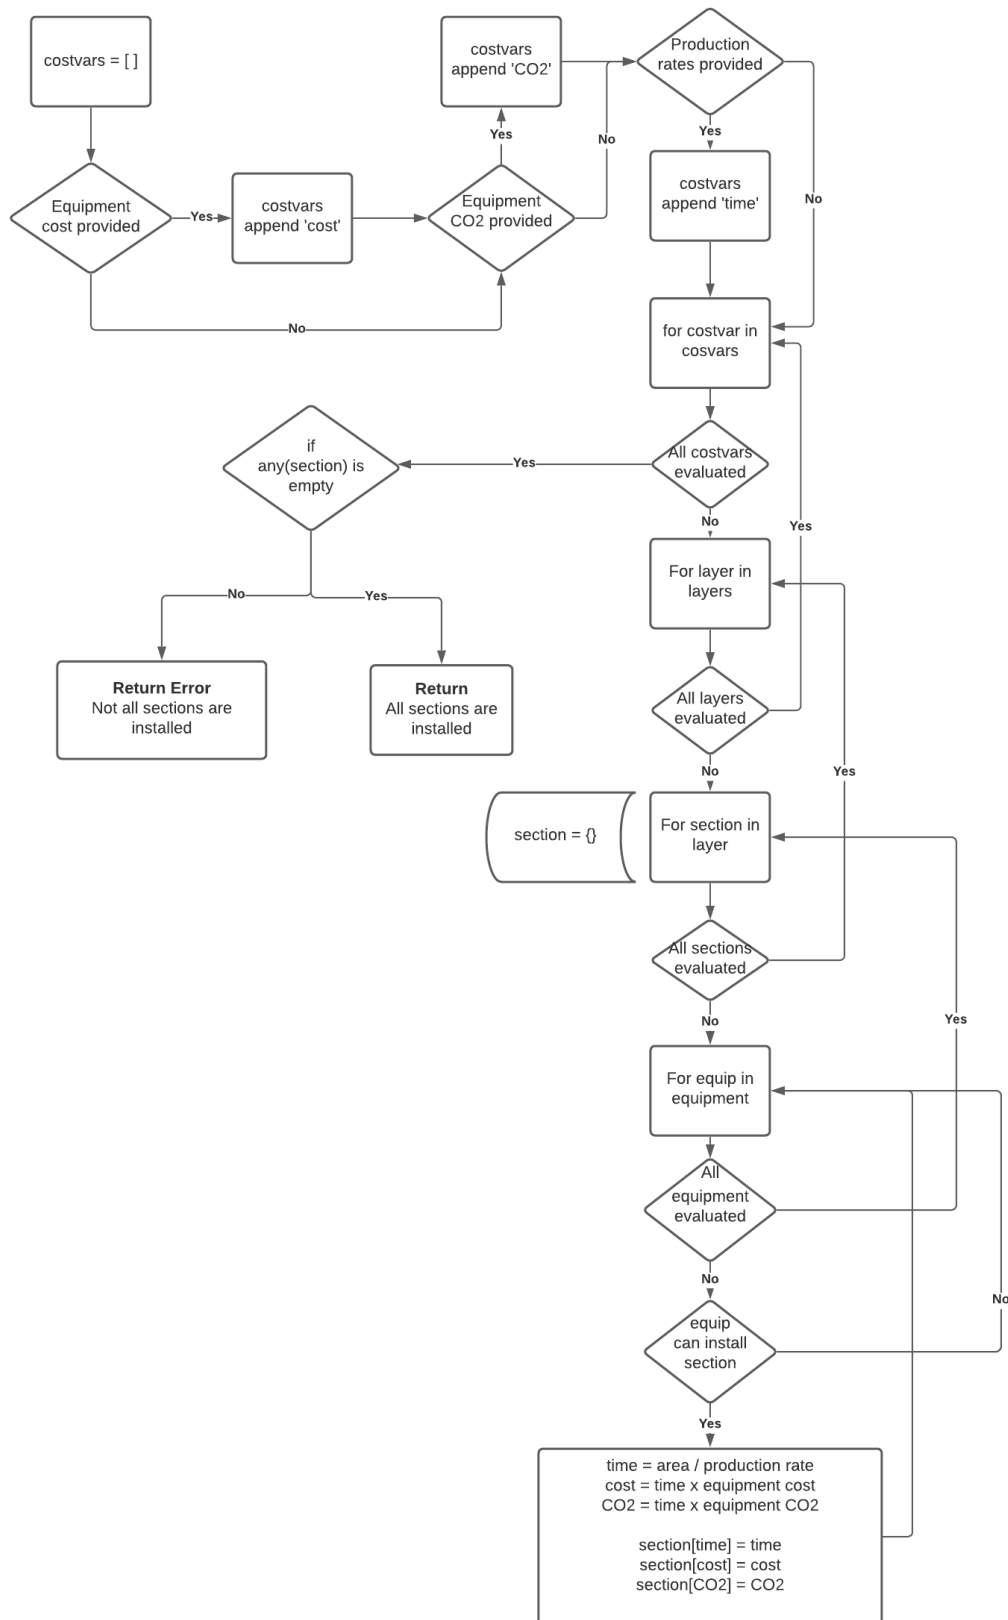 costvars = [ ]
costvars
append 'CO2'
Production
rates provided
Yes
No
Yes
Equipment
cost provided
Yes
costvars
append 'cost'
Equipment
CO2 provided
costvars
append 'time'
No
No
for costvar in
cosvars
if
any(section) is
empty
Yes
All costvars
evaluated
No
Yes
For layer in
layers
No
Yes
Return Error
Not all sections are
installed
Return
All sections are
installed
All layers
evaluated
No
Yes
section = {}
For section in
layer
All sections
evaluated
No
Yes
For equip in
equipment
All
equipment
evaluated
No
No
equip
can install
section
Yes
time = area / production rate
cost = time x equipment cost
CO2 = time x equipment CO2
section[time] = time
section[cost] = cost
section[CO2] = CO2